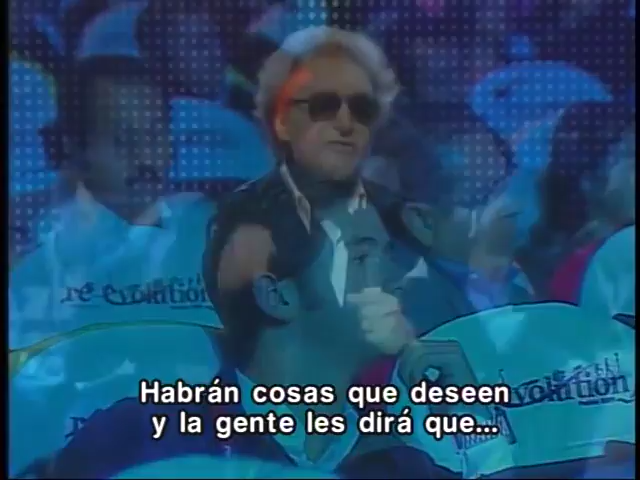 re-evolution
evolution
Habrán cosas que deseen
y la gente les dirá que...